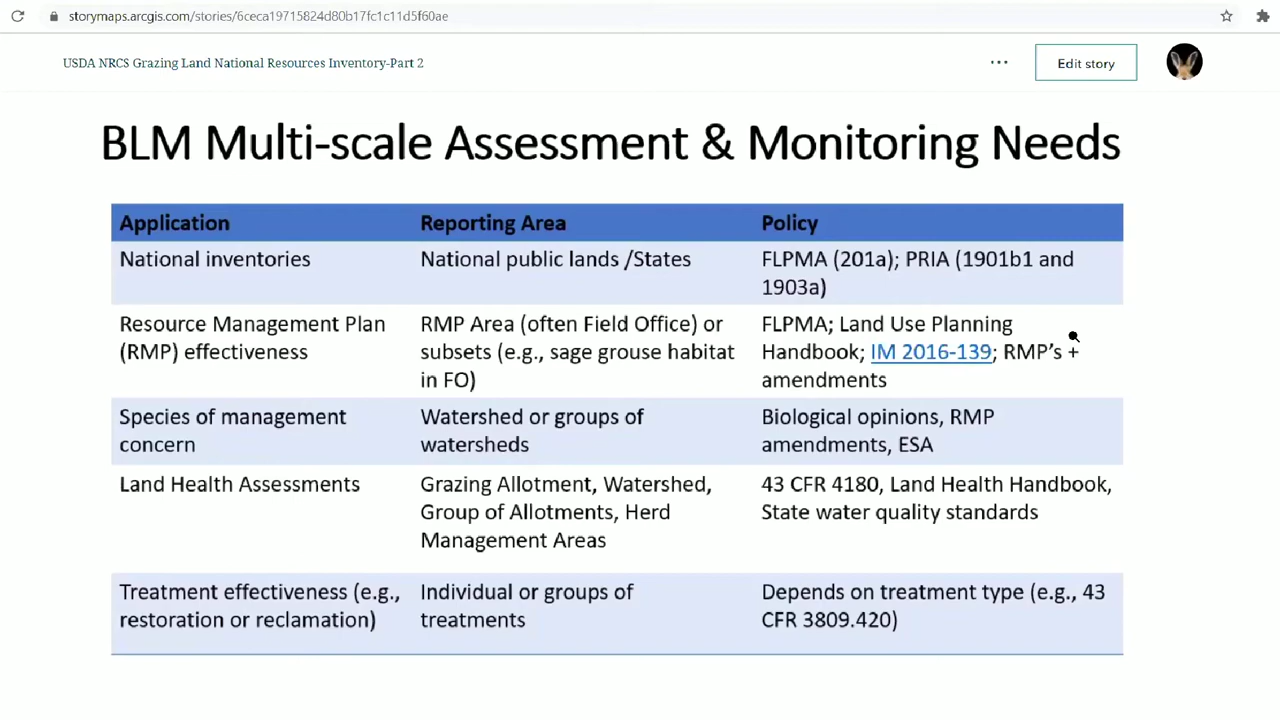 storymaps.arcgis.com/stories/6ceca19715824d80b17fc1c11d5f60ae
USDA NRCS Grazing Land National Resources Inventory-Part 2
... Edit story
BLM Multi-scale Assessment & Monitoring Needs
Application Reporting Area Policy
National inventories National public lands /States FLPMA (201a); PRIA (1901b1 and
1903a)
Resource Management Plan RMP Area (often Field Office) or FLPMA; Land Use Planning
(RMP) effectiveness subsets (e.g., sage grouse habitat Handbook; IM 2016-139; RMP’s +
in FO) amendments
Species of management Watershed or groups of Biological opinions, RMP
concern watersheds amendments, ESA
Land Health Assessments Grazing Allotment, Watershed, 43 CFR 4180, Land Health Handbook,
Group of Allotments, Herd State water quality standards
Management Areas
Treatment effectiveness (e.g., Individual or groups of Depends on treatment type (e.g., 43
restoration or reclamation) treatments CFR 3809.420)